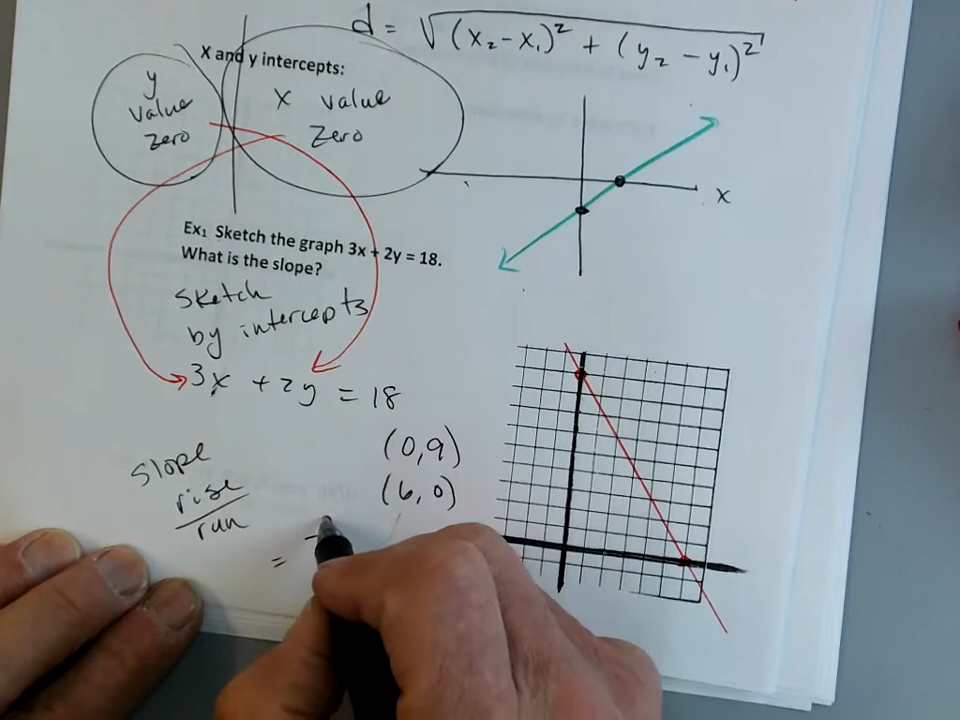 d = √(x₂-x₁)² + (y₂-y₁)²
X and y intercepts:
y
value
zero
x value
zero
x
Ex₁ Sketch the graph 3x + 2y = 18.
What is the slope?
Sketch
by intercepts
3x + 2y = 18
(0,9)
(6,0)
slope
rise
run
= -